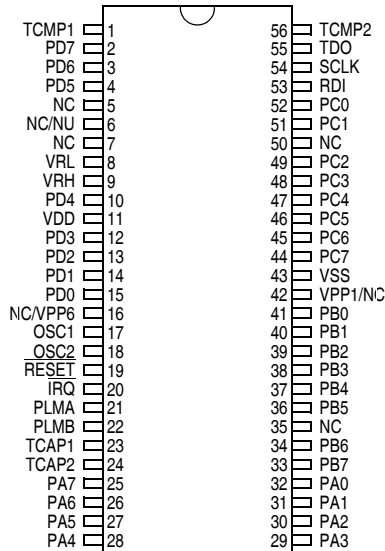 TCMP1 1 56 TCMP2
PD7 2 55 TDO
PD6 3 54 SCLK
PD5 4 53 RDI
NC 5 52 PC0
NC/NU 6 51 PC1
NC 7 50 NC
VRL 8 49 PC2
VRH 9 48 PC3
PD4 10 47 PC4
VDD 11 46 PC5
PD3 12 45 PC6
PD2 13 44 PC7
PD1 14 43 VSS
PD0 15 42 VPP1/NC
NC/VPP6 16 41 PB0
OSC1 17 40 PB1
OSC2 18 39 PB2
RESET 19 38 PB3
IRQ 20 37 PB4
PLMA 21 36 PB5
PLMB 22 35 NC
TCAP1 23 34 PB6
TCAP2 24 33 PB7
PA7 25 32 PA0
PA6 26 31 PA1
PA5 27 30 PA2
PA4 28 29 PA3